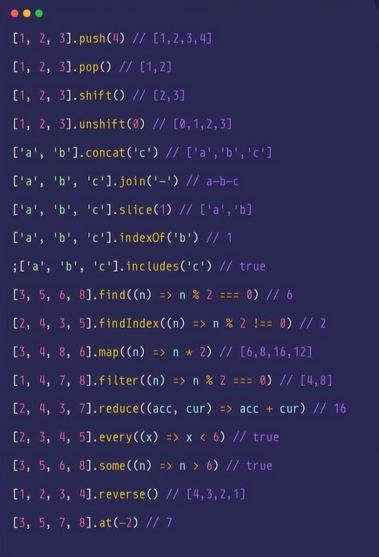 [1, 2, 3].push(4) // [1,2,3,4]
[1, 2, 3].pop() // [1,2]
[1, 2, 3].shift() // [2,3]
[1, 2, 3].unshift(0) // [0,1,2,3]
['a', 'b'].concat('c') // ['a','b','c']
['a', 'b', 'c'].join('-') // a-b-c
['a', 'b', 'c'].slice(1) // ['a','b]
['a', 'b', 'c'].indexOf('b') // 1
;['a', 'b', 'c'].includes('c') // true
[3, 5, 6, 8].find((n) => n % 2 === 0) // 6
[2, 4, 3, 5].findIndex((n) => n % 2 !== 0) // 2
[3, 4, 8, 6].map((n) => n * 2) // [6,8,16,12]
[1, 4, 7, 8].filter((n) => n % 2 === 0) // [4,8]
[2, 4, 3, 7].reduce((acc, cur) => acc + cur) // 16
[2, 3, 4, 5].every((x) => x < 6) // true
[3, 5, 6, 8].some((n) => n > 6) // true
[1, 2, 3, 4].reverse() // [4,3,2,1]
[3, 5, 7, 8].at(-2) // 7